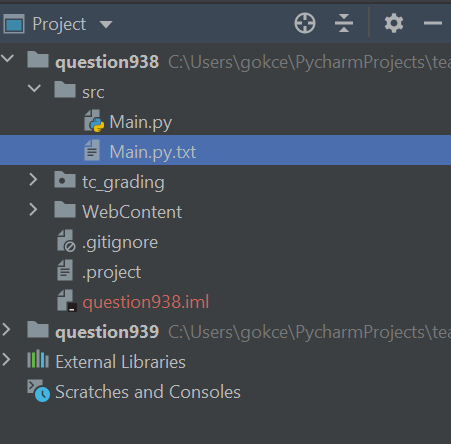 Project
question938 C:\Users\gokce\PycharmProjects\tea
src
Main.py
Main.py.txt
tc_grading
WebContent
.gitignore
.project
question938.iml
question939 C:\Users\gokce\PycharmProjects\tea
External Libraries
Scratches and Consoles